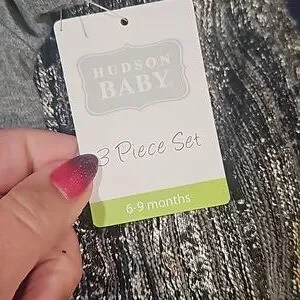 HUDSON
BABY
3 Piece Set
6-9 months